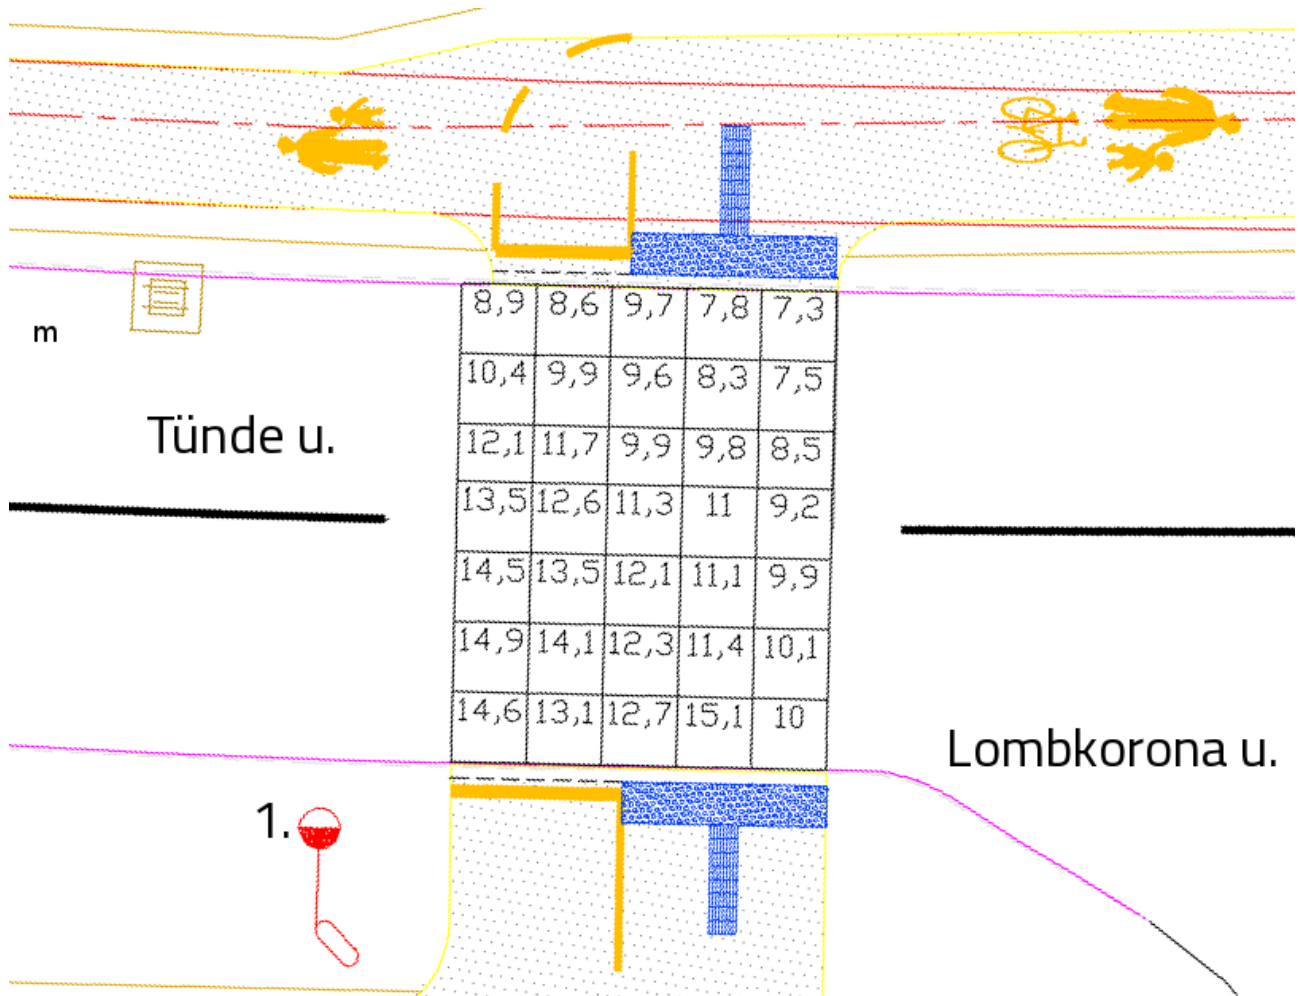 8,9 8,6 9,7 7,8 7,3
m
10,4 9,9 9,6 8,3 7,5
Tünde u.
12,1 11,7 9,9 9,8 8,5
13,5 12,6 11,3 11 9,2
14,5 13,5 12,1 11,1 9,9
14,9 14,1 12,3 11,4 10,1
14,6 13,1 12,7 15,1 10
Lombkorona u.
1.